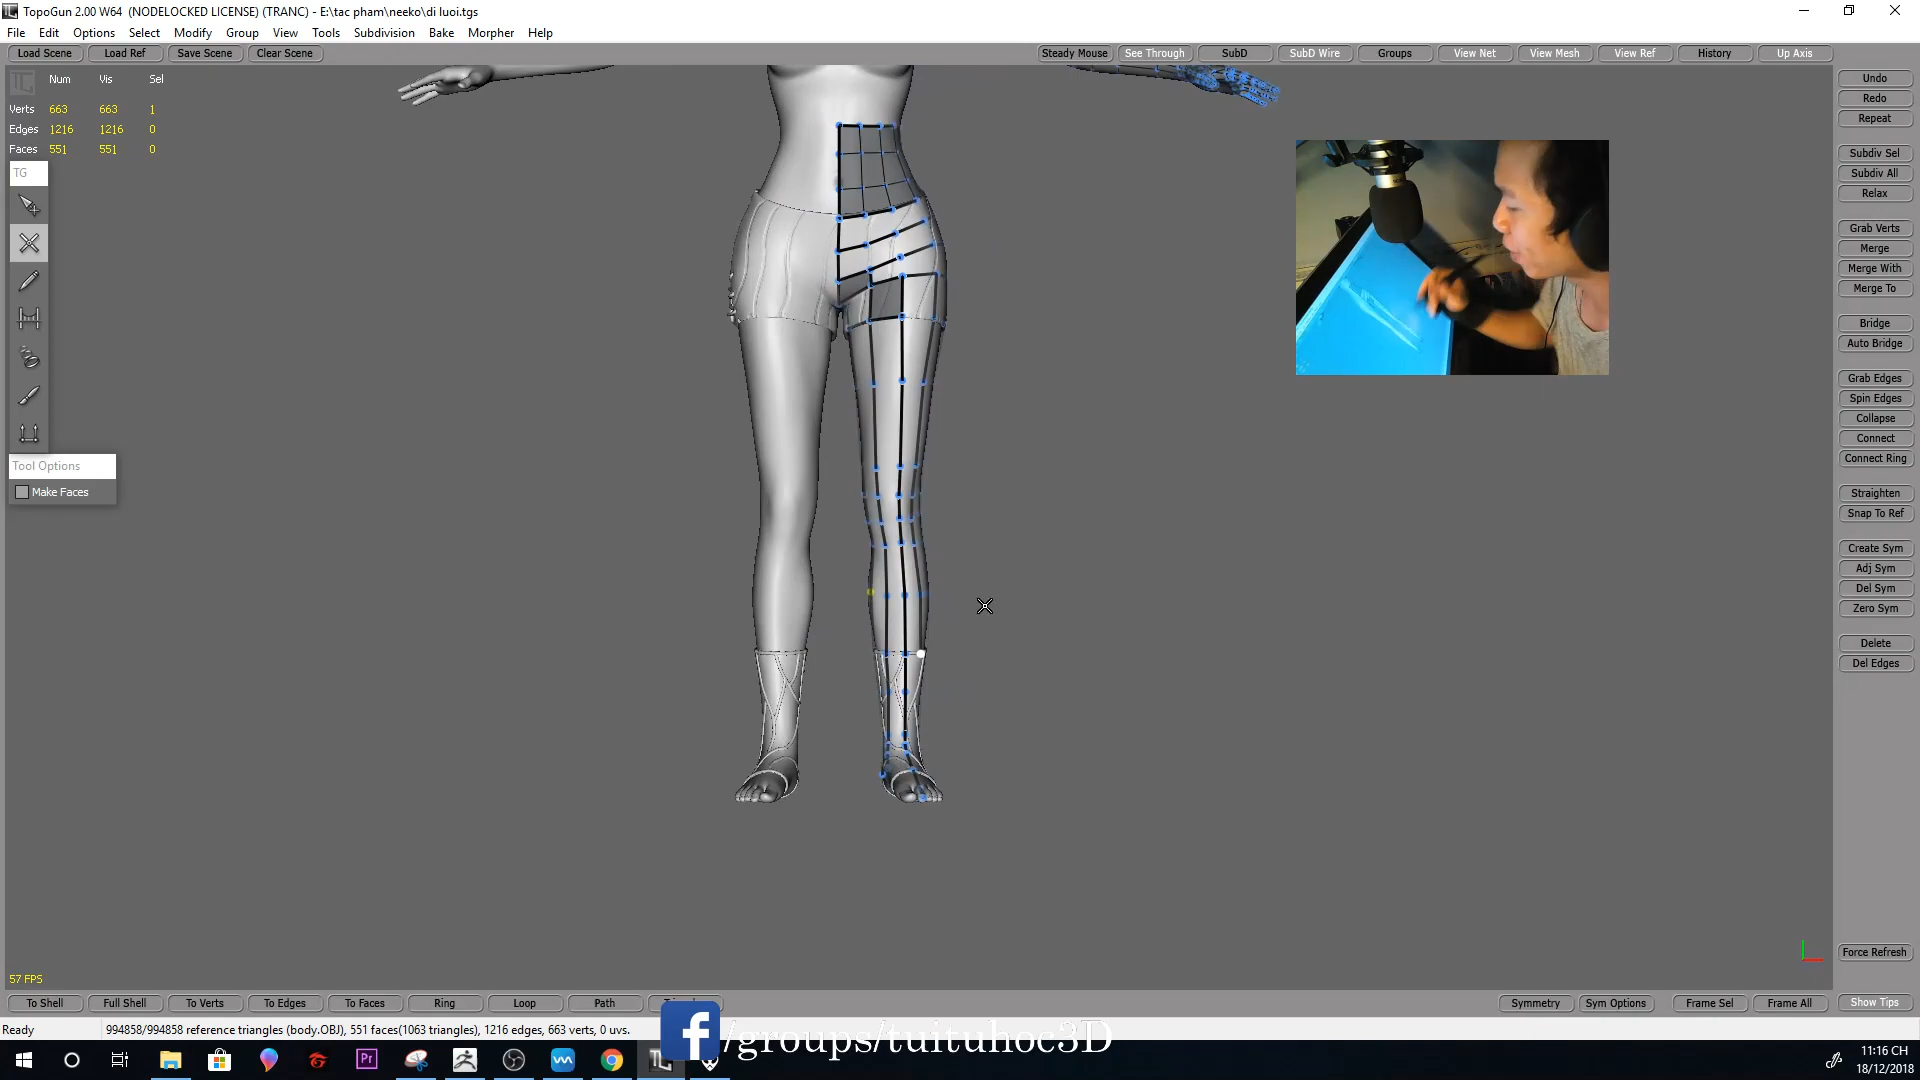 TopoGun 2.00 W64 (NODELOCKED LICENSE) (TRANC) - E:\tac pham\neeko\di luoi.tgs
File Edit Options Select Modify Group View Tools Subdivision Bake Morpher Help
Load Scene Load Ref Save Scene Clear Scene Steady Mouse See Through SubD SubD Wire Groups View Net View Mesh View Ref History Up Axis
Num Vis Sel
Verts 663 663 1
Edges 1216 1216 0
Faces 551 551 0
TG
Tool Options
Make Faces
Undo
Redo
Repeat
Subdiv Sel
Subdiv All
Relax
Grab Verts
Merge
Merge With
Merge To
Bridge
Auto Bridge
Grab Edges
Spin Edges
Collapse
Connect
Connect Ring
Straighten
Snap To Ref
Create Sym
Adj Sym
Del Sym
Zero Sym
Delete
Del Edges
Force Refresh
57 FPS
To Shell Full Shell To Verts To Edges To Faces Ring Loop Path Symmetry Sym Options Frame Sel Frame All Show Tips
Ready 994858/994858 reference triangles (body.OBJ), 551 faces(1063 triangles), 1216 edges, 663 verts, 0 uvs.
/groups/tuituhoc3D
11:16 CH
18/12/2018